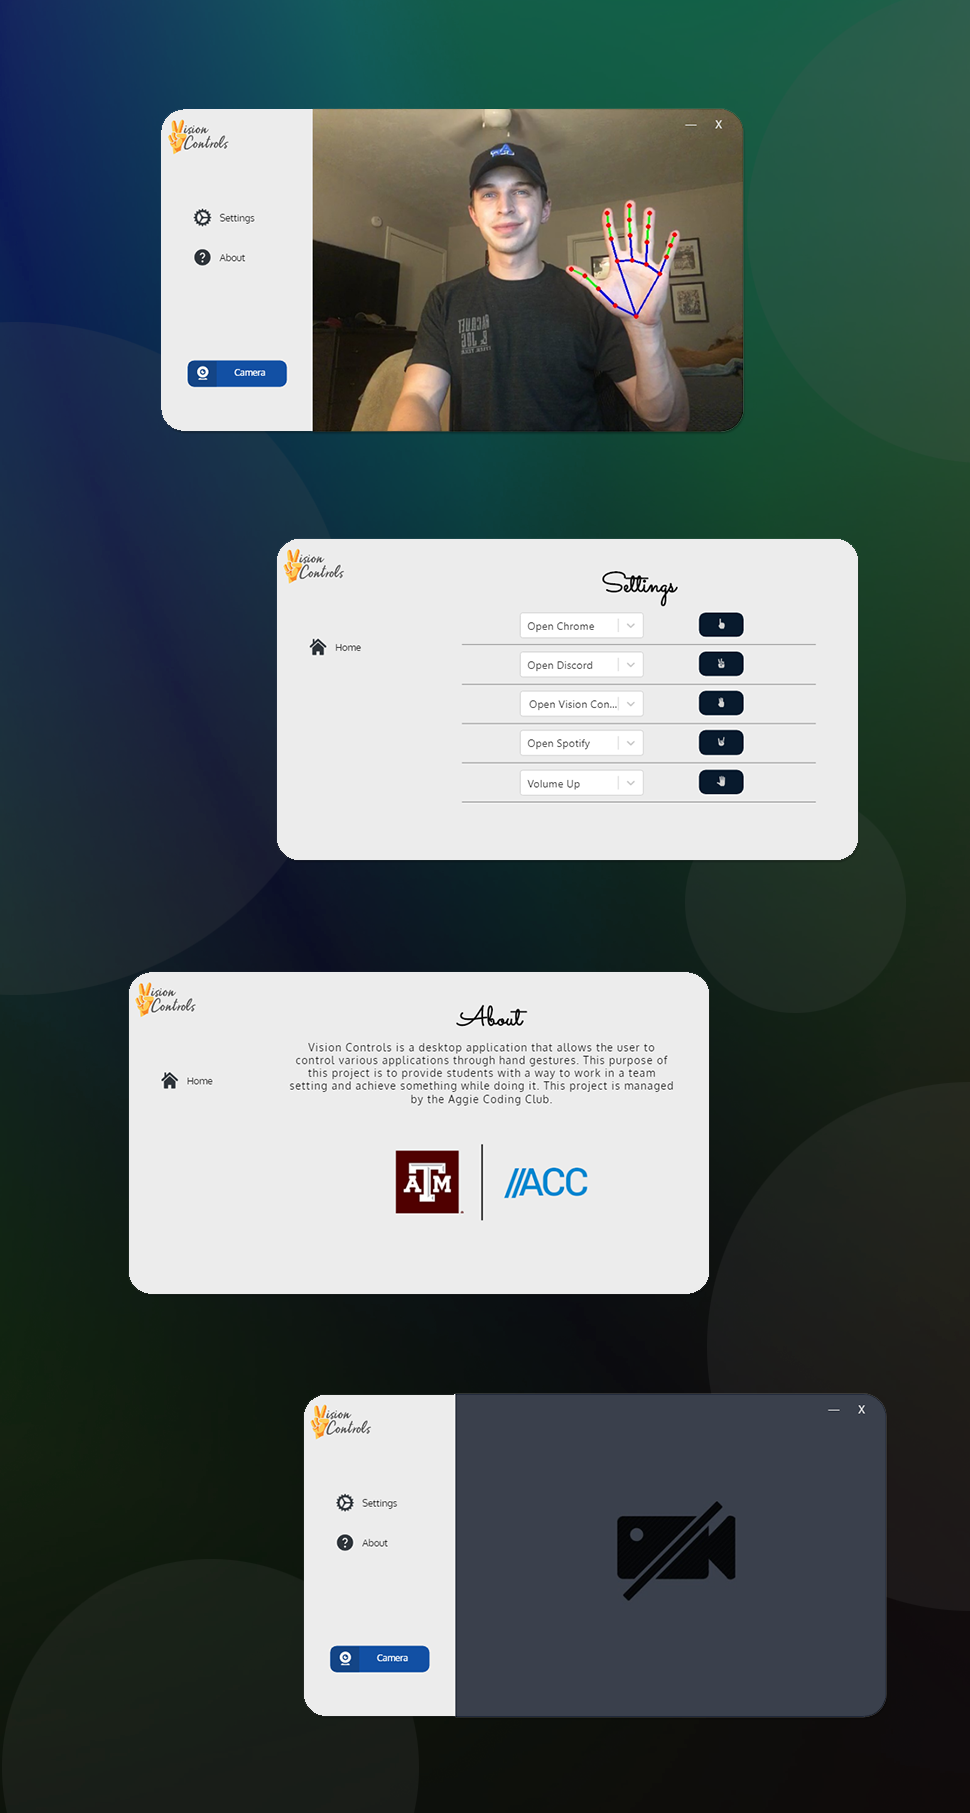 Vision
Controls
— X
Settings
About
Camera
Vision
Controls
Settings
Home
Open Chrome
Open Discord
Open Vision Con...
Open Spotify
Volume Up
Vision
Controls
About
Home
Vision Controls is a desktop application that allows the user to
control various applications through hand gestures. This purpose of
this project is to provide students with a way to work in a team
setting and achieve something while doing it. This project is managed
by the Aggie Coding Club.
ATM
//ACC
Vision
Controls
— X
Settings
About
Camera